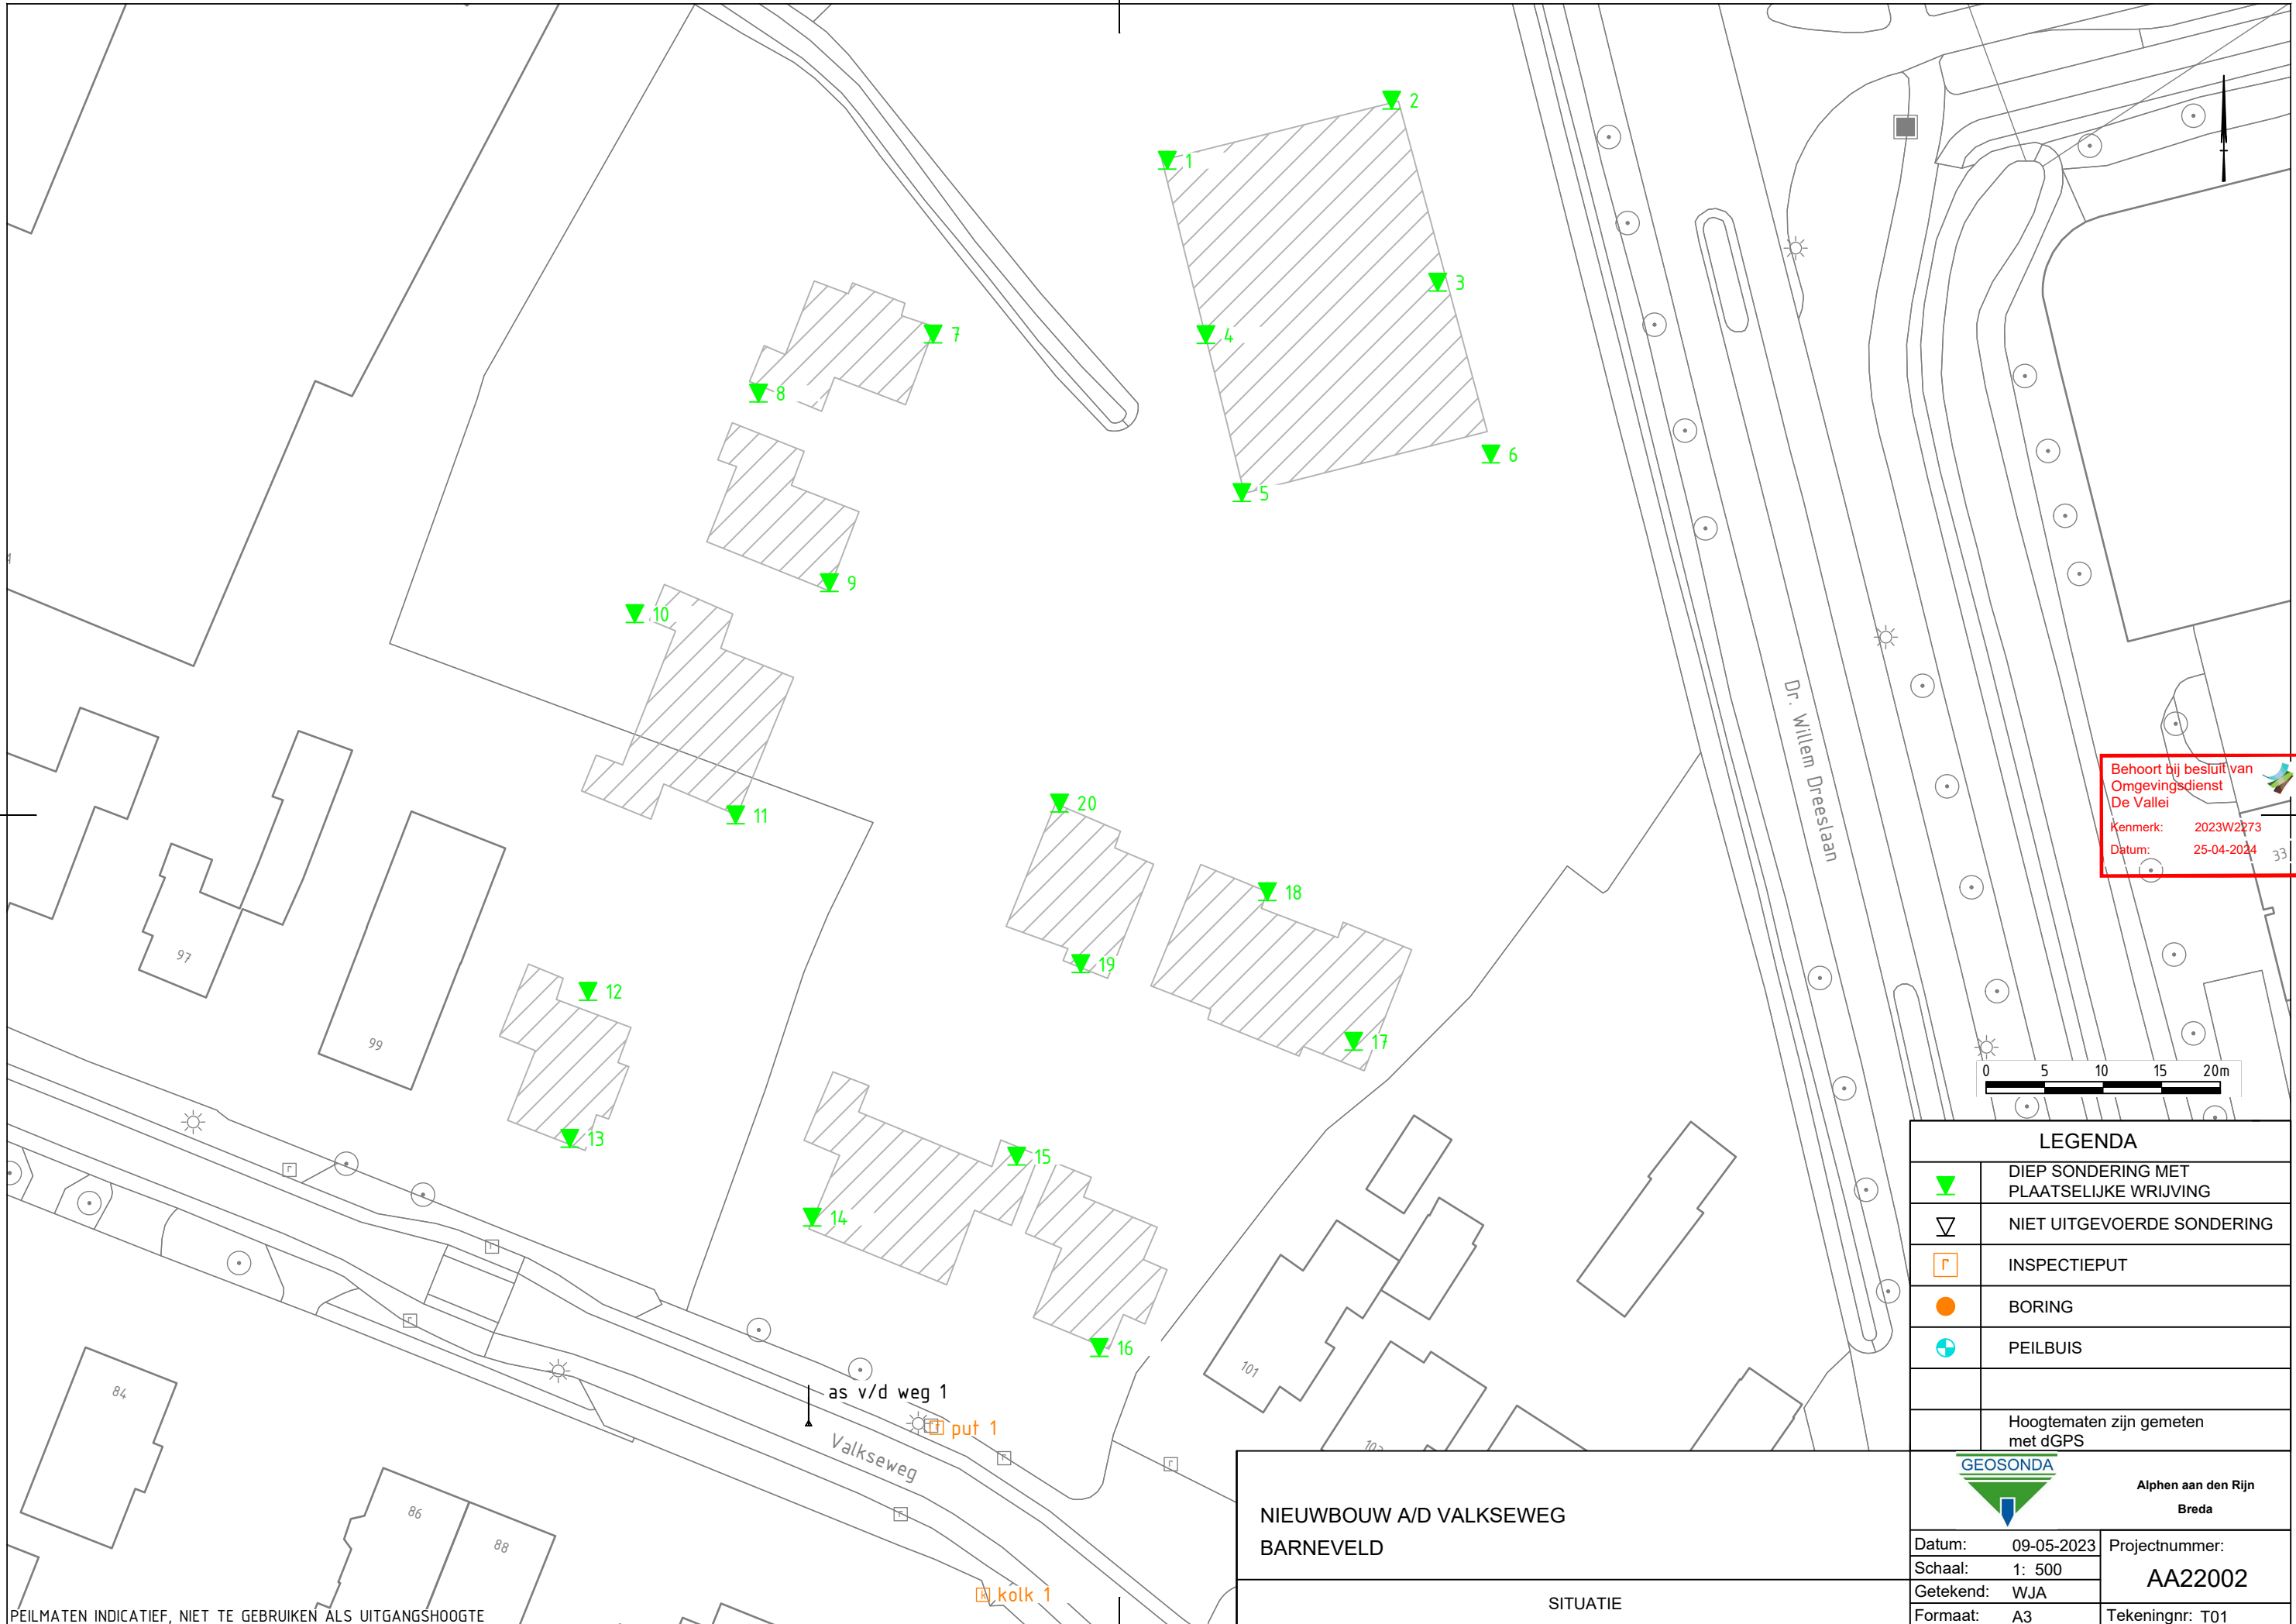 2
1
3
4
7
8
6
5
9
10
11
Dr. Willem Dreeslaan
Behoort bij besluit van
Omgevingsdienst
De Vallei
Kenmerk: 2023W2273
Datum: 25-04-2024
33
20
18
19
17
97
99
12
13
15
14
16
0 5 10 15 20m
LEGENDA
DIEP SONDERING MET
PLAATSELIJKE WRIJVING
NIET UITGEVOERDE SONDERING
INSPECTIEPUT
BORING
PEILBUIS
Hoogtematen zijn gemeten
met dGPS
101
84
86
88
as v/d weg 1
put 1
Valkseweg
kolk 1
GEOSONDA
Alphen aan den Rijn
Breda
NIEUWBOUW A/D VALKSEWEG
BARNEVELD
SITUATIE
Datum: 09-05-2023
Schaal: 1: 500
Getekend: WJA
Formaat: A3
Projectnummer:
AA22002
Tekeningnr: T01
PEILMATEN INDICATIEF, NIET TE GEBRUIKEN ALS UITGANGSHOOGTE